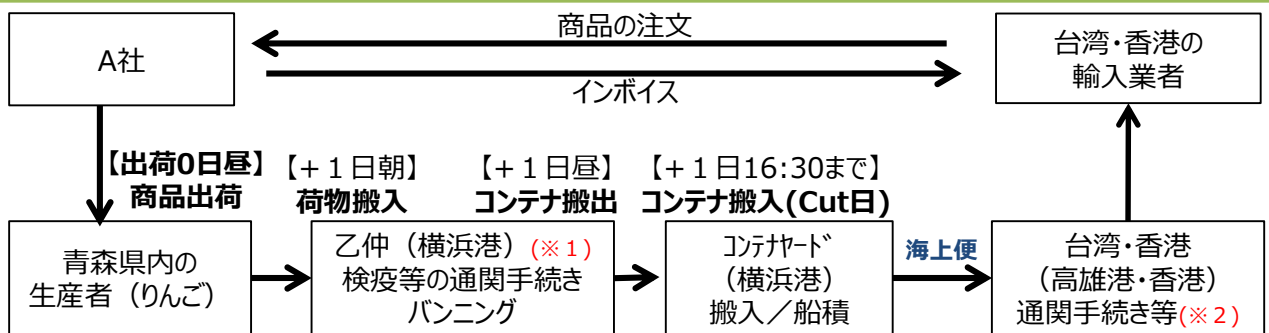 A社
商品の注文
インボイス
台湾・香港の
輸入業者
【出荷0日昼】
商品出荷
【+１日朝】
荷物搬入
【+１日昼】
コンテナ搬出
【+１日16:30まで】
コンテナ搬入(Cut日)
青森県内の
生産者（りんご）
乙仲（横浜港）(※１)
検疫等の通関手続き
バンニング
ｺﾝﾃﾅﾔｰﾄﾞ
（横浜港）
搬入／船積
海上便
台湾・香港
（高雄港・香港）
通関手続き等(※２)